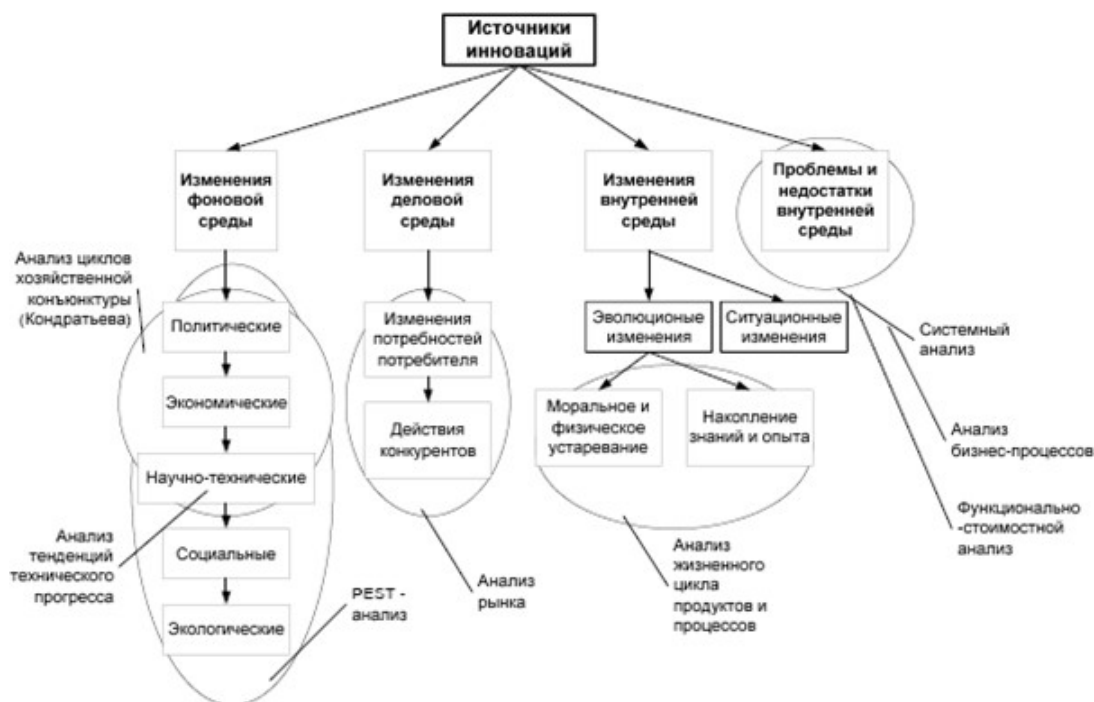 Источники
инноваций
Изменения
фоновой
среды
Изменения
деловой
среды
Изменения
внутренней
среды
Проблемы и
недостатки
внутренней
среды
Анализ циклов
хозяйственной
конъюнктуры
(Кондратьева)
Политические
Экономические
Научно-технические
Социальные
Экологические
Анализ
тенденций
технического
прогресса
PEST -
анализ
Изменения
потребностей
потребителя
Действия
конкурентов
Анализ
рынка
Эволюционые
изменения
Ситуационные
изменения
Моральное и
физическое
устаревание
Накопление
знаний и опыта
Анализ
жизненного
цикла
продуктов и
процессов
Системный
анализ
Анализ
бизнес-процессов
Функционально
-стоимостной
анализ